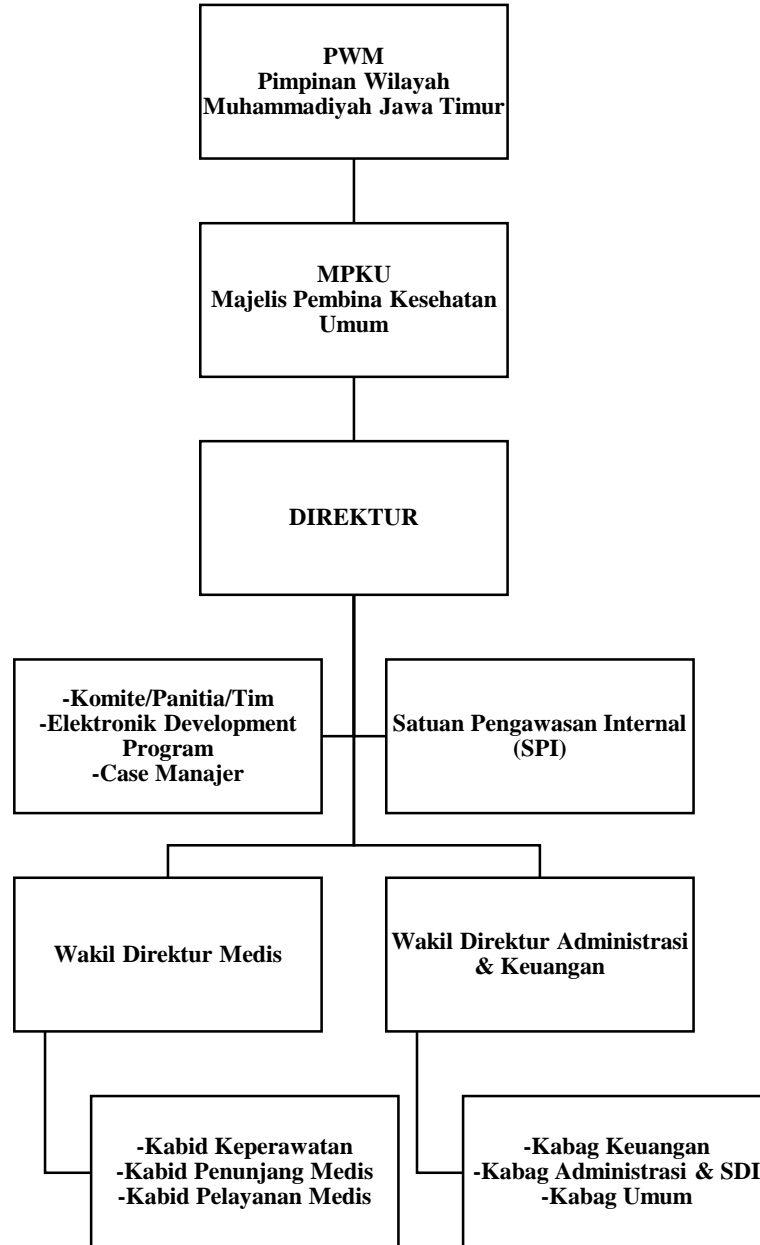 PWM
Pimpinan Wilayah
Muhammadiyah Jawa Timur
MPKU
Majelis Pembina Kesehatan
Umum
DIREKTUR
-Komite/Panitia/Tim
-Elektronik Development
Program
-Case Manajer
Satuan Pengawasan Internal
(SPI)
Wakil Direktur Medis
Wakil Direktur Administrasi
& Keuangan
-Kabid Keperawatan
-Kabid Penunjang Medis
-Kabid Pelayanan Medis
-Kabag Keuangan
-Kabag Administrasi & SDI
-Kabag Umum